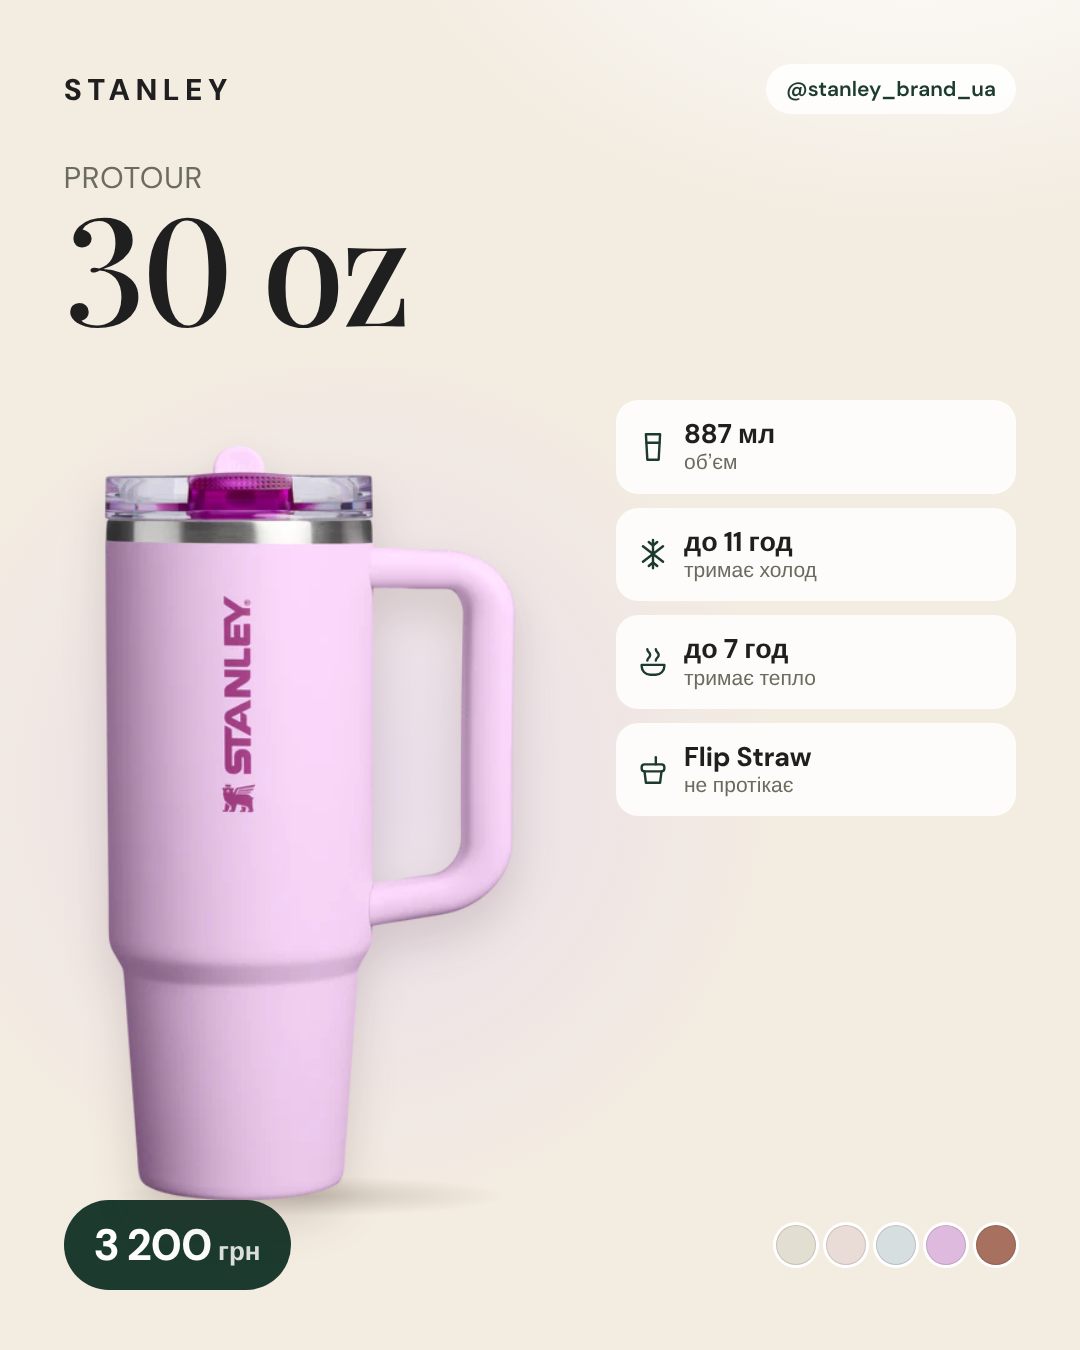 STANLEY
@stanley_brand_ua
PROTOUR
30 oz
887 мл
об’єм
до 11 год
тримає холод
до 7 год
тримає тепло
Flip Straw
не протікає
STANLEY®
3 200 грн